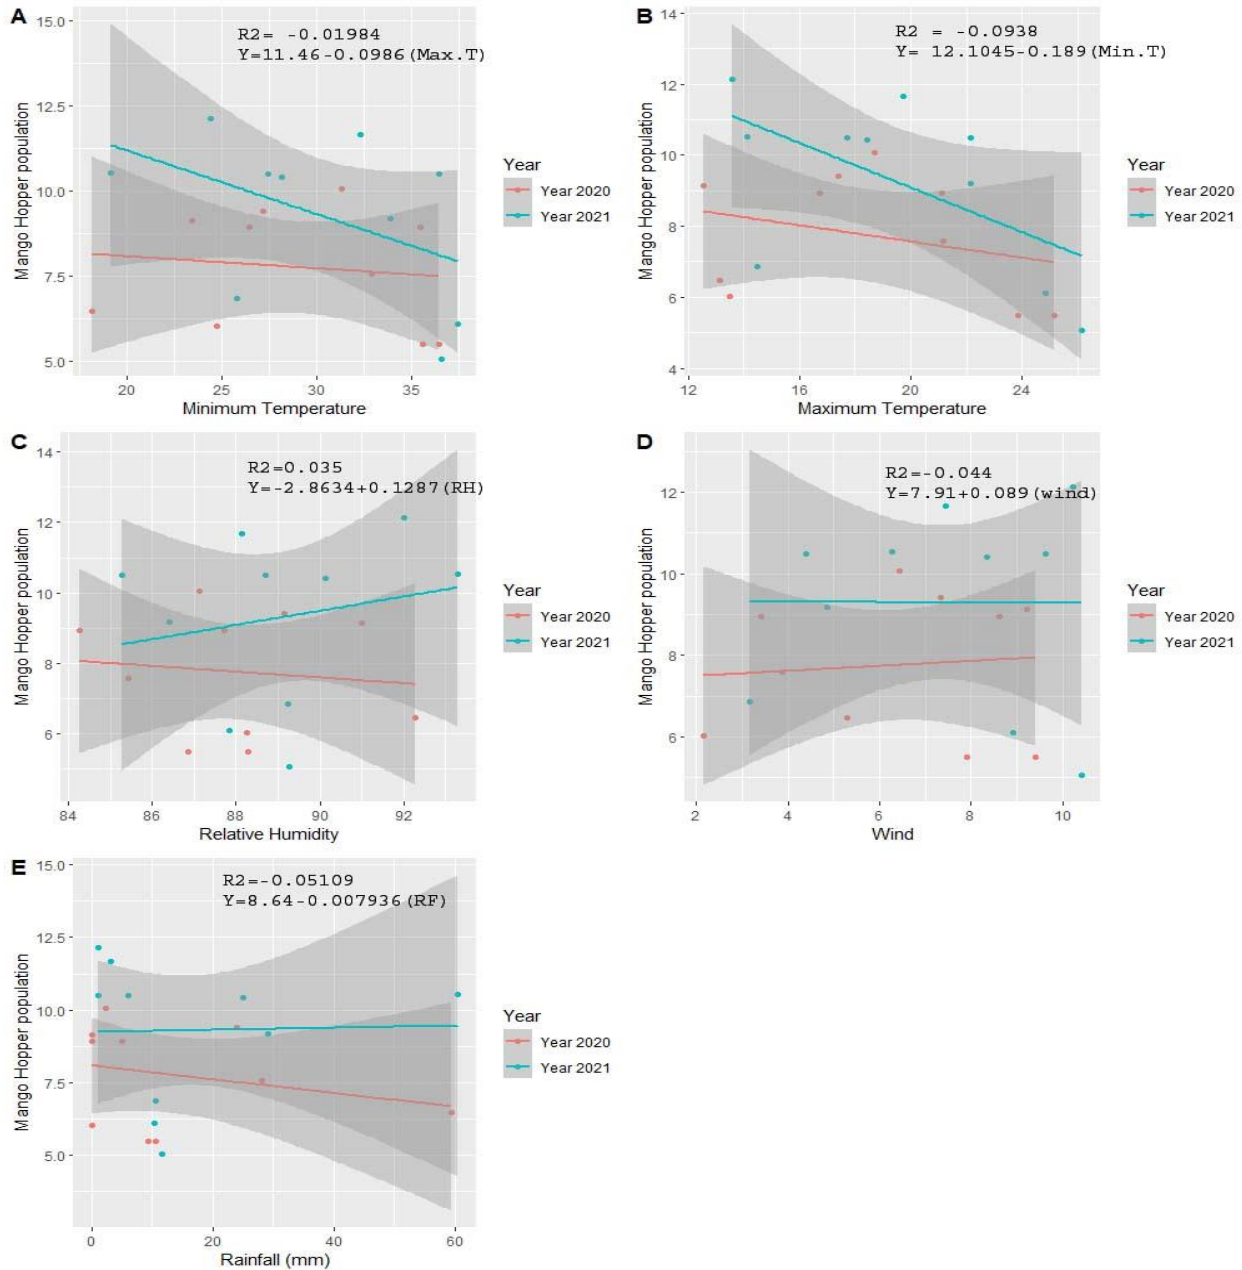 A
R2= -0.01984
Y=11.46-0.0986(Max.T)
Mango Hopper population
15.0
12.5
10.0
7.5
5.0
20 25 30 35
Minimum Temperature
Year
Year 2020
Year 2021
B
R2 = -0.0938
Y= 12.1045-0.189(Min.T)
Mango Hopper population
14
12
10
8
6
4
12 16 20 24
Maximum Temperature
Year
Year 2020
Year 2021
C
R2=0.035
Y=-2.8634+0.1287(RH)
Mango Hopper population
14
12
10
8
6
84 86 88 90 92
Relative Humidity
Year
Year 2020
Year 2021
D
R2=-0.044
Y=7.91+0.089(wind)
Mango Hopper population
12
10
8
6
2 4 6 8 10
Wind
Year
Year 2020
Year 2021
E
R2=-0.05109
Y=8.64-0.007936(RF)
Mango Hopper population
15.0
12.5
10.0
7.5
5.0
0 20 40 60
Rainfall (mm)
Year
Year 2020
Year 2021